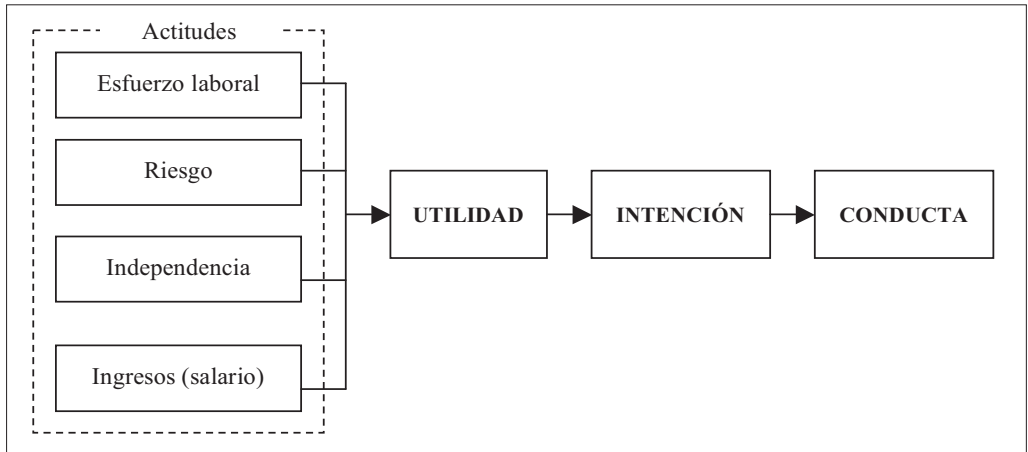 Actitudes
Esfuerzo laboral
Riesgo
Independencia
Ingresos (salario)
UTILIDAD
INTENCIÓN
CONDUCTA